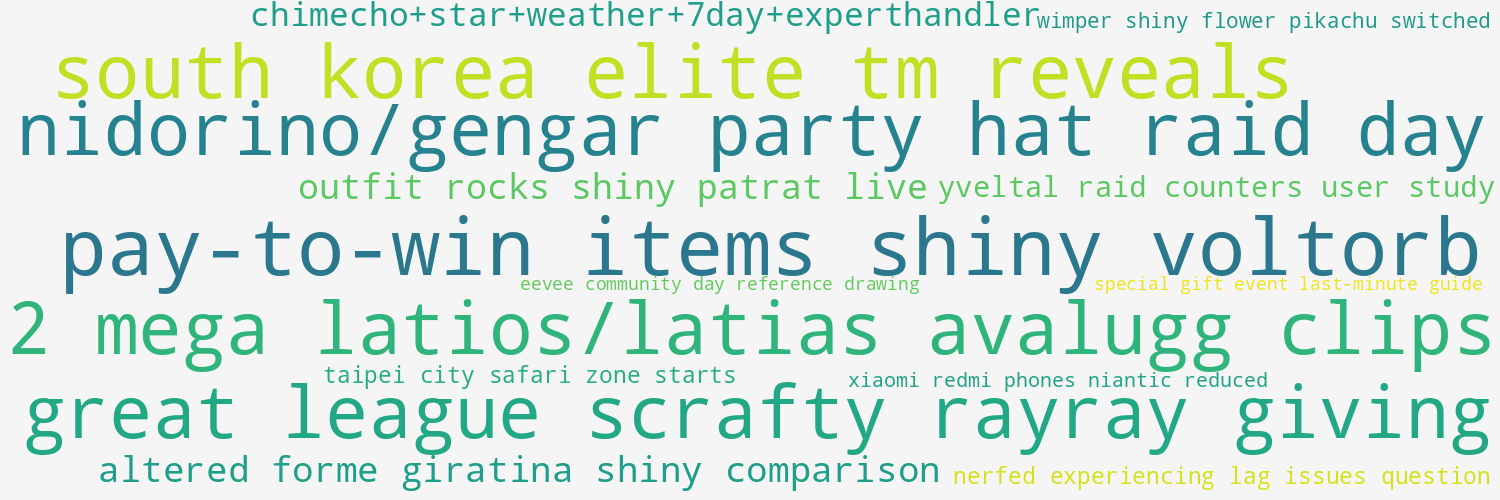 chimecho+star+weather+7day+experthandler
wimper shiny flower pikachu switched
south korea elite tm reveals
nidorino/gengar party hat raid day
outfit rocks shiny patrat live
yveltal raid counters user study
pay-to-win items shiny voltorb
eevee community day reference drawing
special gift event last-minute guide
2 mega latios/latias avalugg clips
taipei city safari zone starts
xiaomi redmi phones niantic reduced
great league scrafty rayray giving
altered forme giratina shiny comparison
nerfed experiencing lag issues question